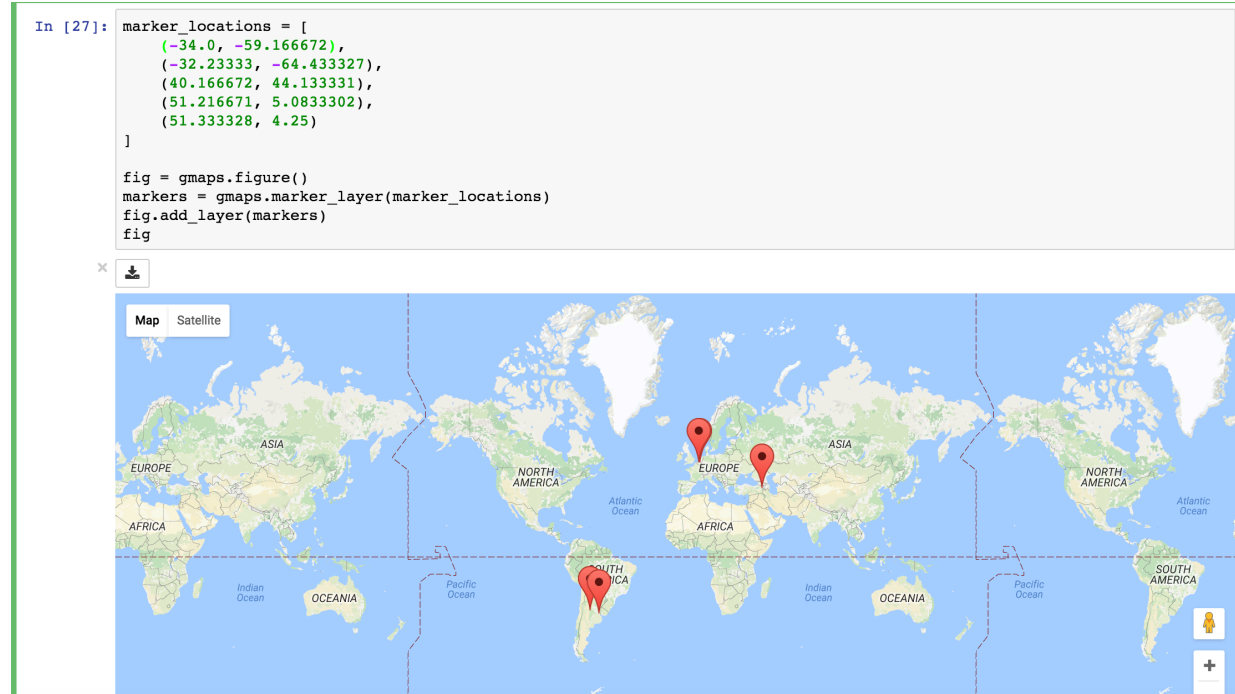 In [27]: marker_locations = [
    (-34.0, -59.166672),
    (-32.23333, -64.433327),
    (40.166672, 44.133331),
    (51.216671, 5.0833302),
    (51.333328, 4.25)
]

fig = gmaps.figure()
markers = gmaps.marker_layer(marker_locations)
fig.add_layer(markers)
fig
Map Satellite
ASIA
ASIA
EUROPE
EUROPE
NORTH
AMERICA
NORTH
AMERICA
Atlantic
Ocean
Atlantic
Ocean
AFRICA
AFRICA
SOUTH
AMERICA
Indian
Ocean
Pacific
Ocean
OCEANIA
Indian
Ocean
Pacific
Ocean
OCEANIA
+